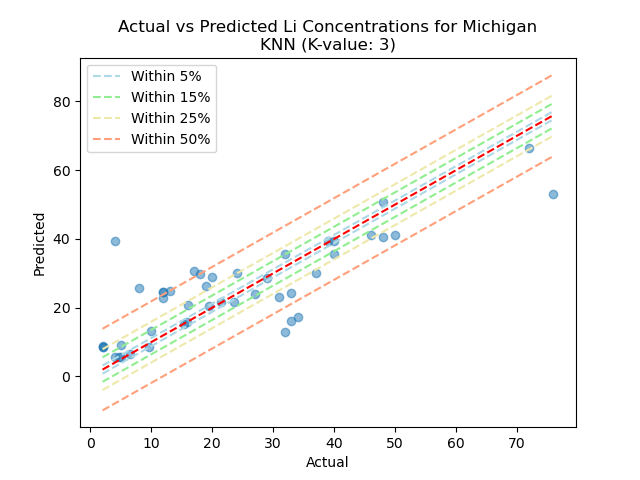 Actual vs Predicted Li Concentrations for Michigan
KNN (K-value: 3)
Within 5%
Within 15%
Within 25%
Within 50%
80
60
40
20
0
Predicted
0 10 20 30 40 50 60 70
Actual